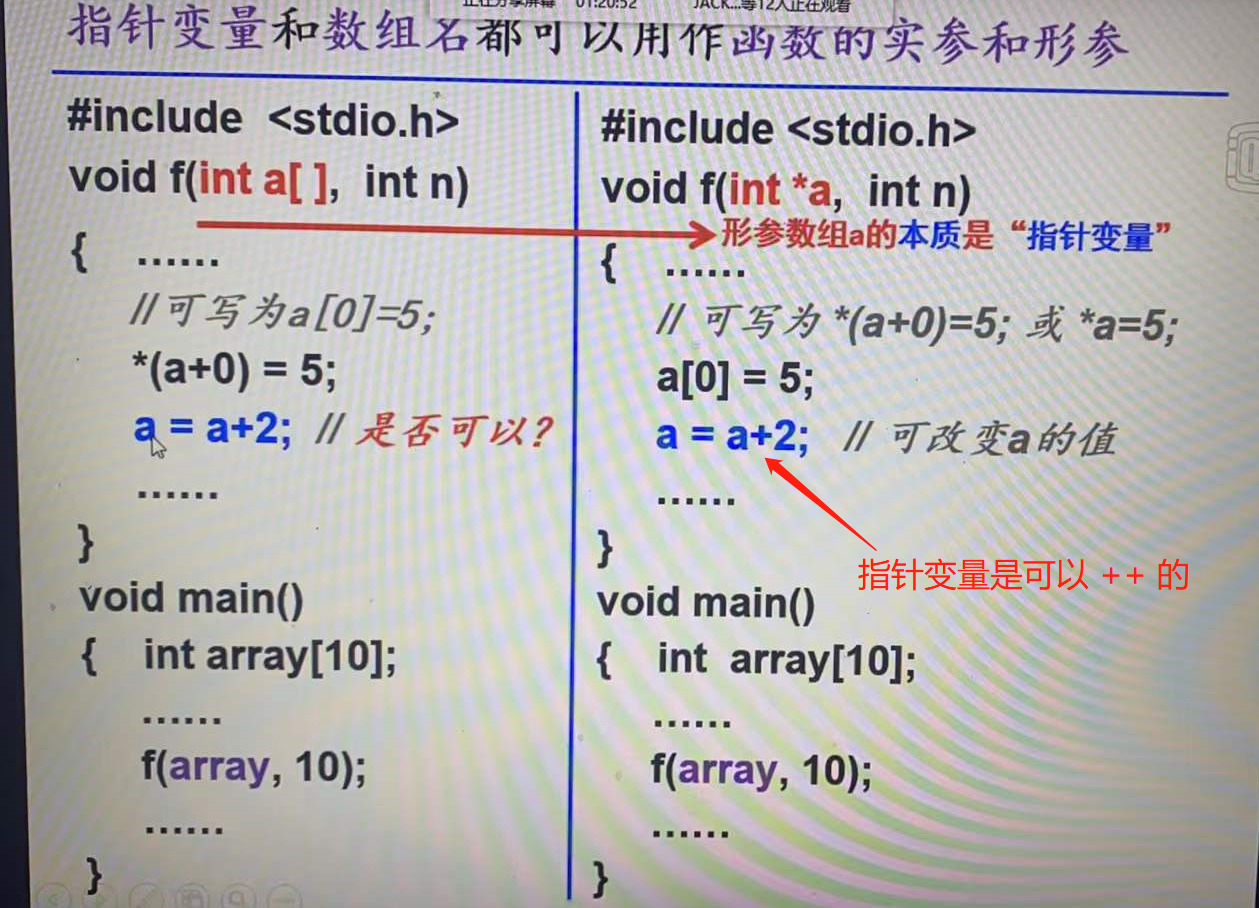 正在分享屏幕 01:20:52 JACK...等12人正在观看
指针变量和数组名都可以用作函数的实参和形参
#include <stdio.h>
void f(int a[ ], int n)
{ ......
//可写为a[0]=5;
*(a+0) = 5;
a = a+2; // 是否可以?
......
}
void main()
{ int array[10];
......
f(array, 10);
......
}
#include <stdio.h>
void f(int *a, int n)
形参数组a的本质是“指针变量”
{ ......
// 可写为 *(a+0)=5; 或 *a=5;
a[0] = 5;
a = a+2; // 可改变a的值
......
指针变量是可以 ++ 的
}
void main()
{ int array[10];
......
f(array, 10);
......
}